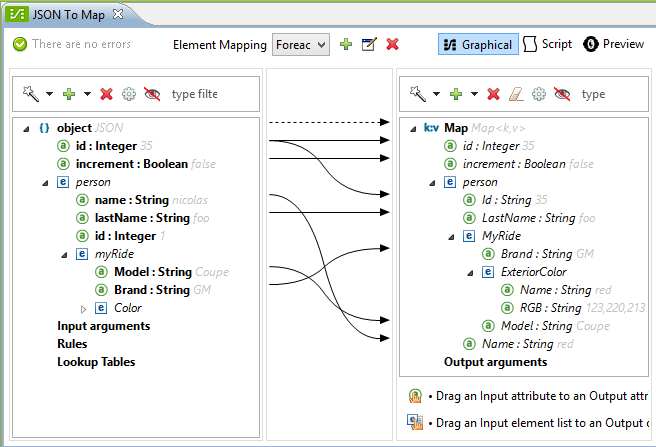 JSON To Map
There are no errors
Element Mapping
Foreac
Graphical
Script
Preview
type filte
type
object JSON
id : Integer 35
increment : Boolean false
person
name : String nicolas
lastName : String foo
id : Integer 1
myRide
Model : String Coupe
Brand : String GM
Color
Input arguments
Rules
Lookup Tables
k:v Map Map<k,v>
id : Integer 35
increment : Boolean false
person
Id : String 35
LastName : String foo
MyRide
Brand : String GM
ExteriorColor
Name : String red
RGB : String 123,220,213
Model : String Coupe
Name : String red
Output arguments
• Drag an Input attribute to an Output attr
• Drag an Input element list to an Output